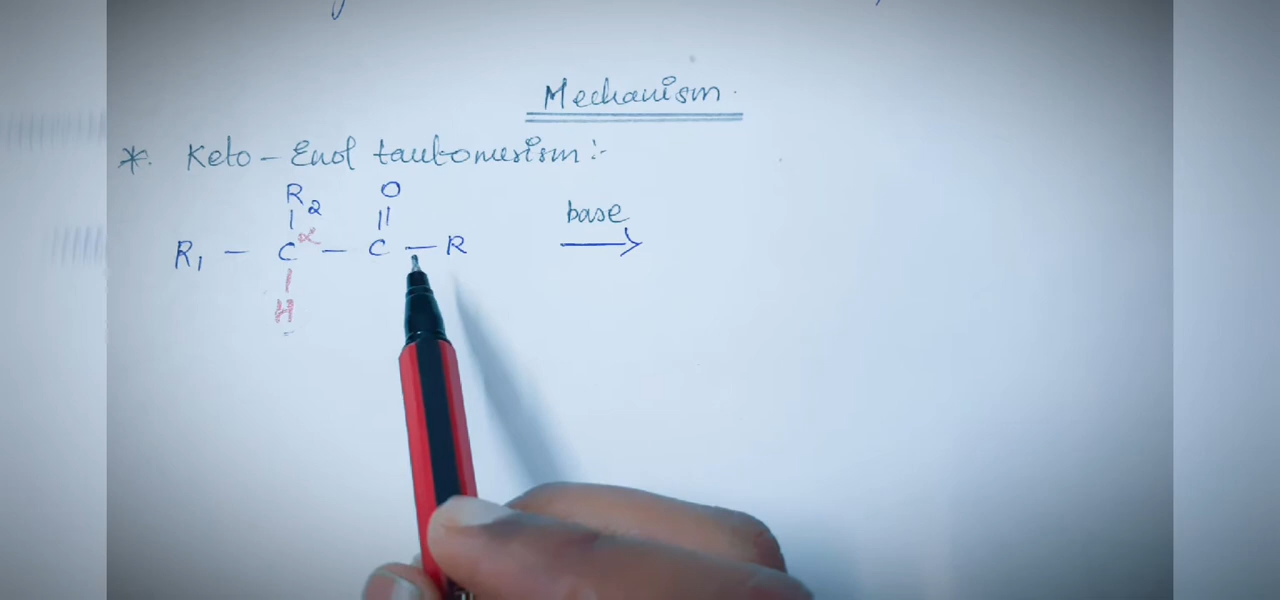 Mechanism.
*. Keto - Enol tautomerism :-
R2 O
|  ||
R1 - Cα - C - R base ⟶
|
H